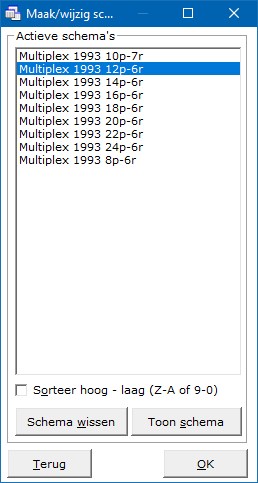 Maak/wijzig sc...
Actieve schema's
Multiplex 1993 10p-7r
Multiplex 1993 12p-6r
Multiplex 1993 14p-6r
Multiplex 1993 16p-6r
Multiplex 1993 18p-6r
Multiplex 1993 20p-6r
Multiplex 1993 22p-6r
Multiplex 1993 24p-6r
Multiplex 1993 8p-6r
Sorteer hoog - laag (Z-A of 9-0)
Schema wissen Toon schema
Terug OK